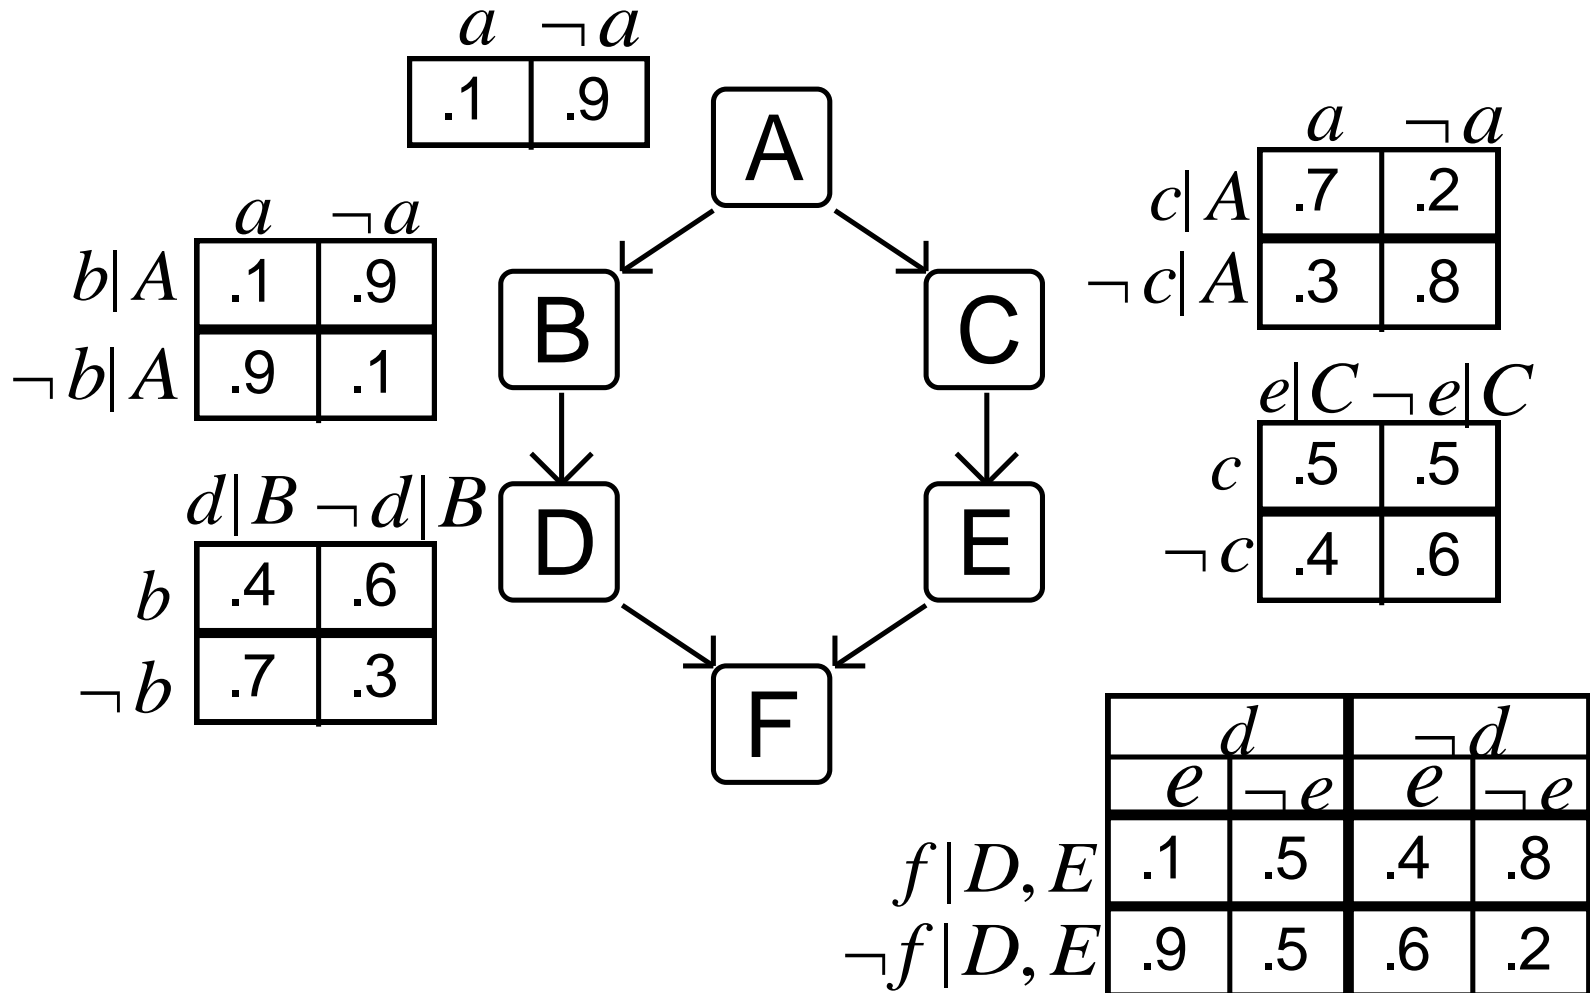 a ¬a
.1 .9
A
a ¬a
c|A .7 .2
¬c|A .3 .8
a ¬a
b|A .1 .9
¬b|A .9 .1
B
C
e|C ¬e|C
c .5 .5
¬c .4 .6
d|B ¬d|B
b .4 .6
¬b .7 .3
D
E
F
d ¬d
e ¬e e ¬e
f|D,E .1 .5 .4 .8
¬f|D,E .9 .5 .6 .2